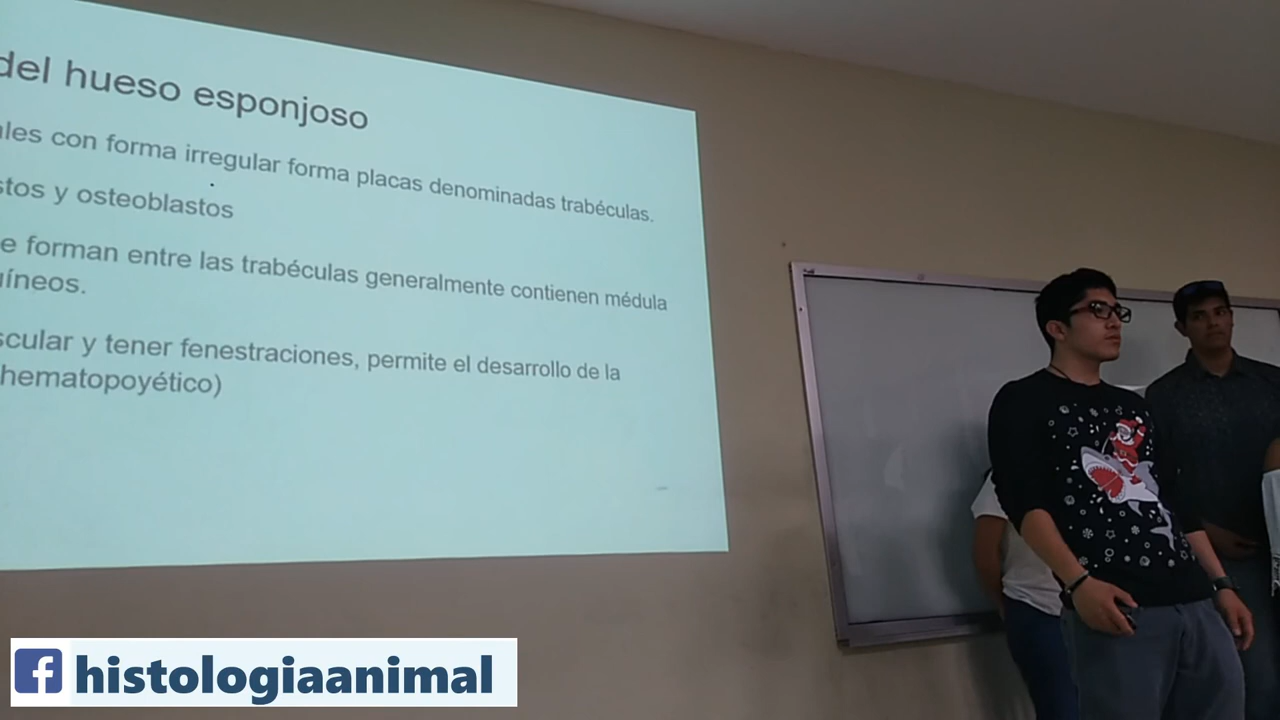 del hueso esponjoso
ales con forma irregular forma placas denominadas trabéculas.
stos y osteoblastos
e forman entre las trabéculas generalmente contienen médula
uíneos.
scular y tener fenestraciones, permite el desarrollo de la
hematopoyético)
histologiaanimal